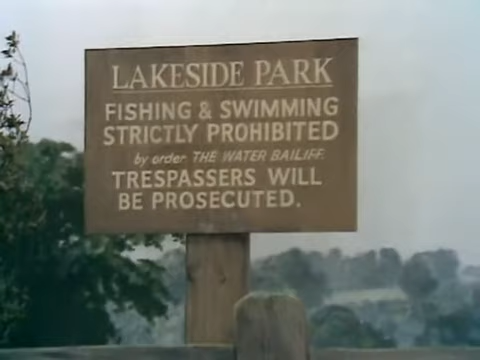 LAKESIDE PARK
FISHING & SWIMMING
STRICTLY PROHIBITED
by order THE WATER BAILIFF.
TRESPASSERS WILL
BE PROSECUTED.